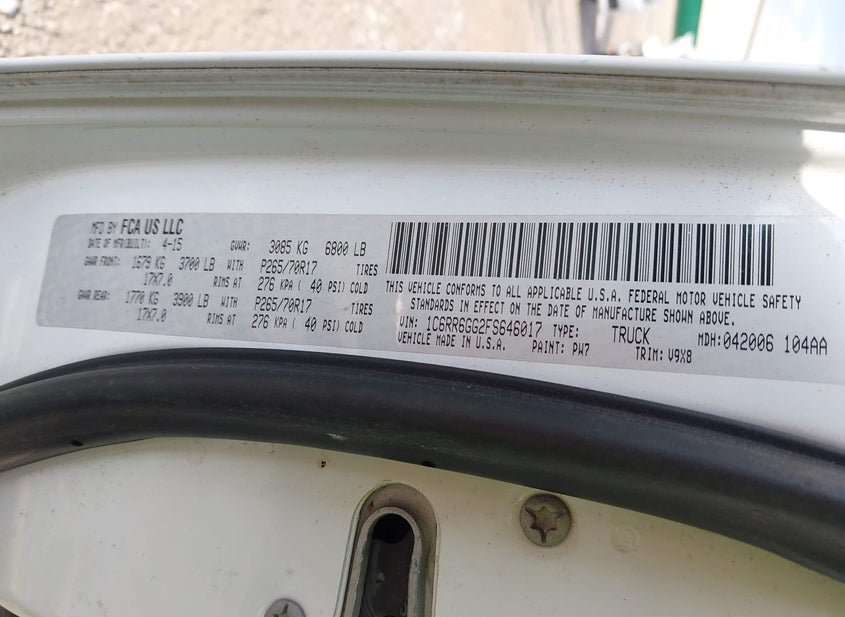 MFD BY FCA US LLC
DATE OF MFR(BUILT): 4-15 GVWR: 3085 KG 6800 LB
GAWR FRONT: 1679 KG 3700 LB WITH P265/70R17 TIRES
17X7.0 RIMS AT 276 KPA ( 40 PSI) COLD
GAWR REAR: 1770 KG 3900 LB WITH P265/70R17 TIRES
17X7.0 RIMS AT 276 KPA ( 40 PSI) COLD
THIS VEHICLE CONFORMS TO ALL APPLICABLE U.S.A. FEDERAL MOTOR VEHICLE SAFETY
STANDARDS IN EFFECT ON THE DATE OF MANUFACTURE SHOWN ABOVE.
VIN: 1C6RR6GG2FS646017 TYPE: TRUCK MDH:042006 104AA
VEHICLE MADE IN U.S.A. PAINT: PW7 TRIM: V9X8